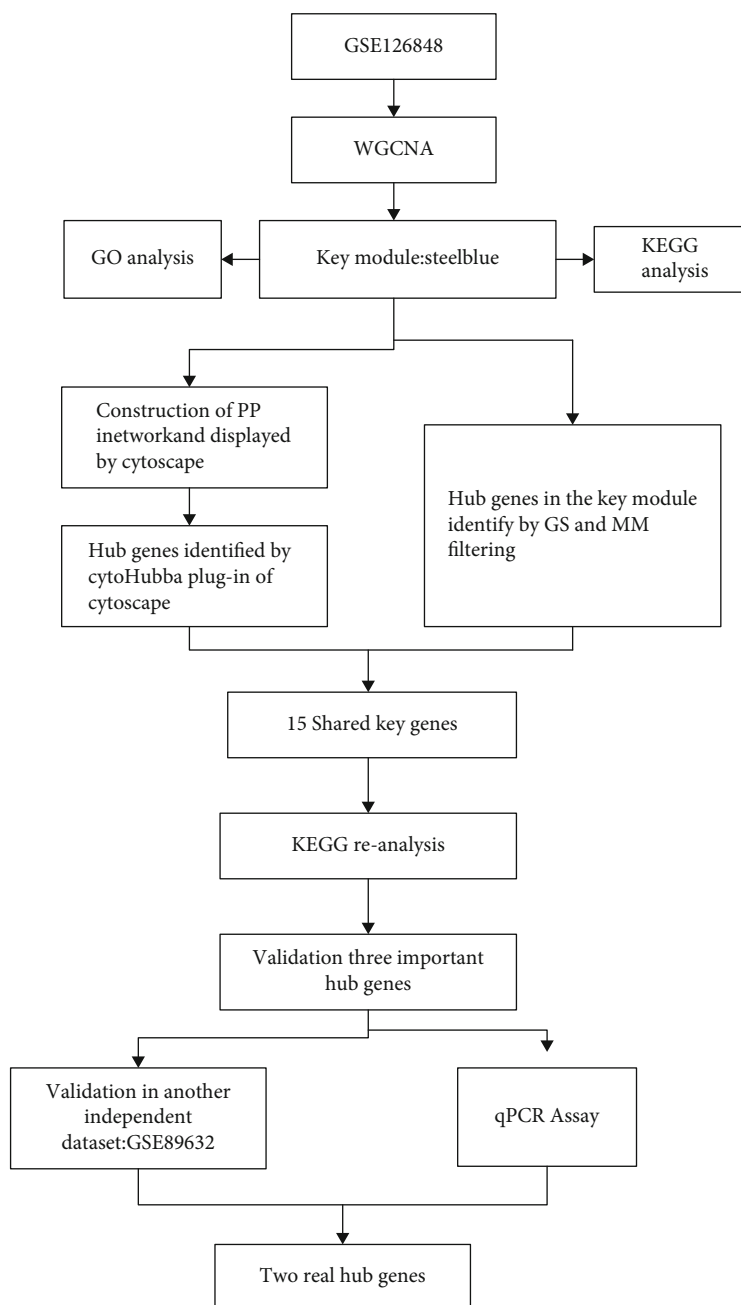 GSE126848
WGCNA
GO analysis
Key module:steelblue
KEGG
analysis
Construction of PP
inetworkand displayed
by cytoscape
Hub genes in the key module
identify by GS and MM
filtering
Hub genes identified by
cytoHubba plug-in of
cytoscape
15 Shared key genes
KEGG re-analysis
Validation three important
hub genes
Validation in another
independent
dataset:GSE89632
qPCR Assay
Two real hub genes